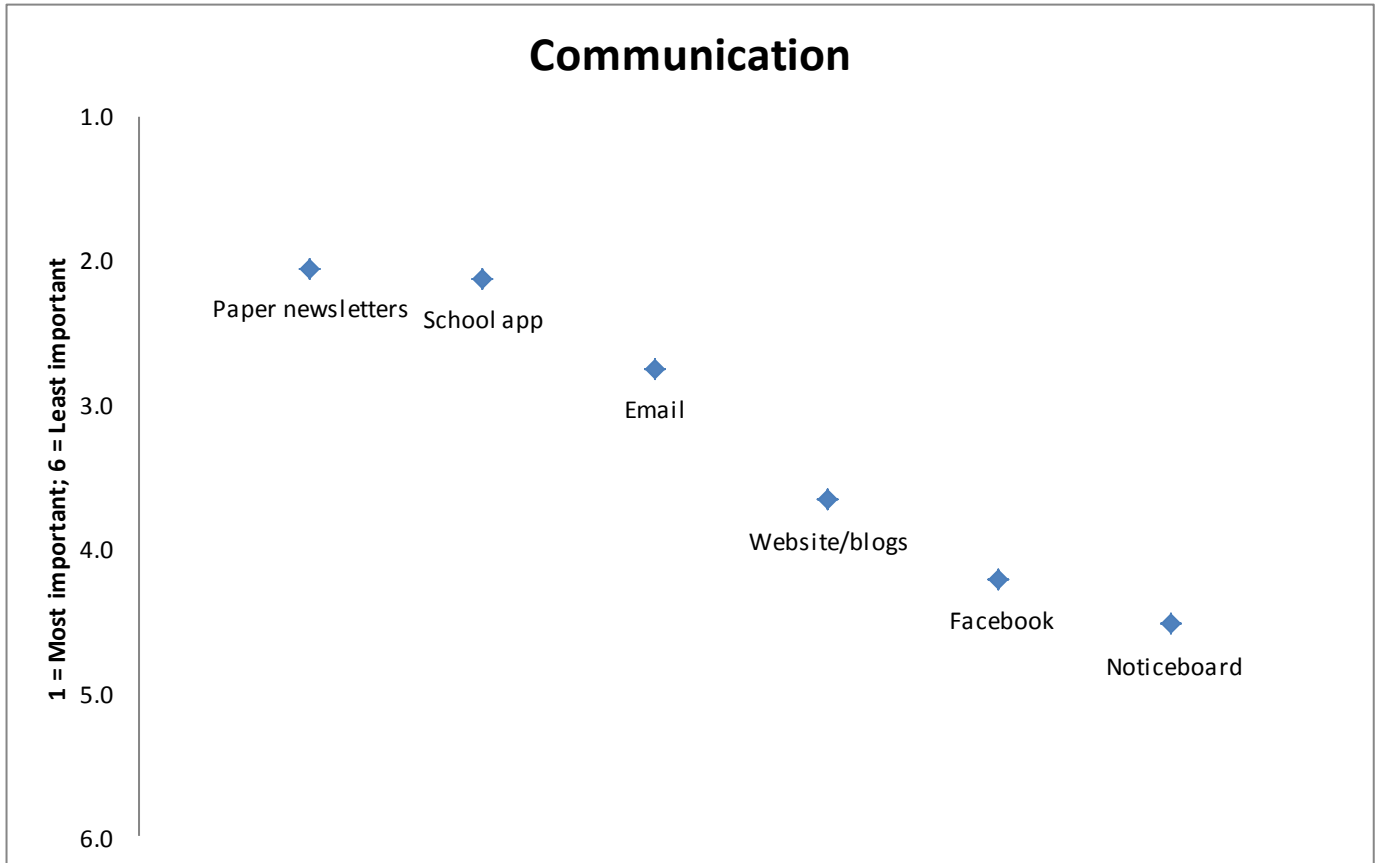 Communication
1.0
2.0
3.0
4.0
5.0
6.0
1 = Most important; 6 = Least important
Paper newsletters
School app
Email
Website/blogs
Facebook
Noticeboard